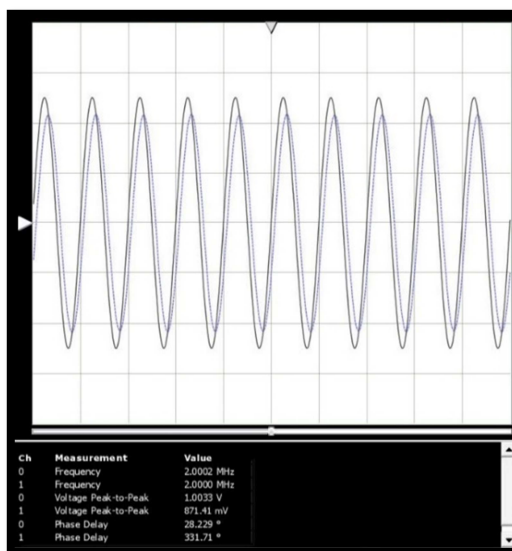 Ch Measurement Value
0 Frequency 2.0002 MHz
1 Frequency 2.0000 MHz
0 Voltage Peak-to-Peak 1.0033 V
1 Voltage Peak-to-Peak 871.41 mV
0 Phase Delay 28.229 °
1 Phase Delay 331.71 °